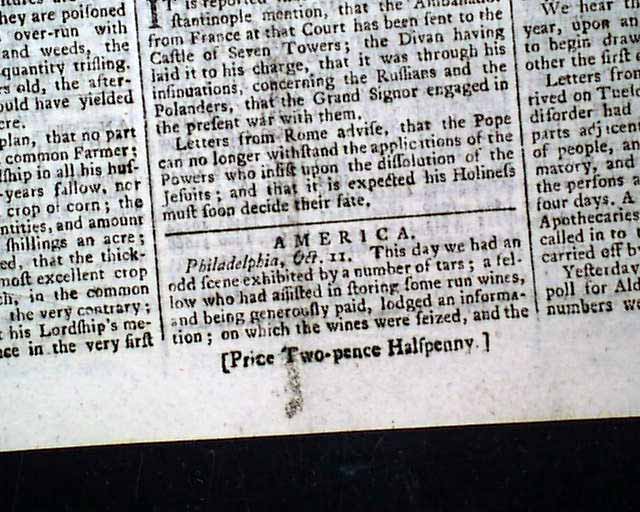 they are poisoned
over-run with
and weeds, the
quantity trifling.
old, the after-
ould have yielded
cre.
plan, that no part
common Farmer;
ſhip in all his huſ-
-years fallow, nor
crop of corn; the
ntities, and amount
ſhillings an acre;
ed, that the thick-
moſt excellent crop
in the common
the very contrary;
his Lordſhip's me-
nce in the very firſt
IT is reported
ſtantinople mention, that the Ambaſſador
from France at that Court has been ſent to the
Caſtle of Seven Towers; the Divan having
laid it to his charge, that it was through his
inſinuations, concerning the Ruſſians and the
Polanders, that the Grand Signor engaged in
the preſent war with them.
Letters from Rome adviſe, that the Pope
can no longer withſtand the applications of the
Powers who inſiſt upon the diſſolution of the
Jeſuits; and that it is expected his Holineſs
muſt ſoon decide their fate.
AMERICA.
Philadelphia, Oct. 11. This day we had an
odd ſcene exhibited by a number of tars; a fel-
low who had aſſiſted in ſtoring ſome run wines,
and being generouſly paid, lodged an informa-
tion; on which the wines were ſeized, and the
[Price Two-pence Halfpenny.]
We hear
year, upon an
to begin draw
other the firſt
Letters from
rived on Tueſd
diſorder had
parts adjacent
of people, an
matory, and
the perſons a
four days. A
Apothecaries
called in to
carried off by
Yeſterday
poll for Ald
numbers w